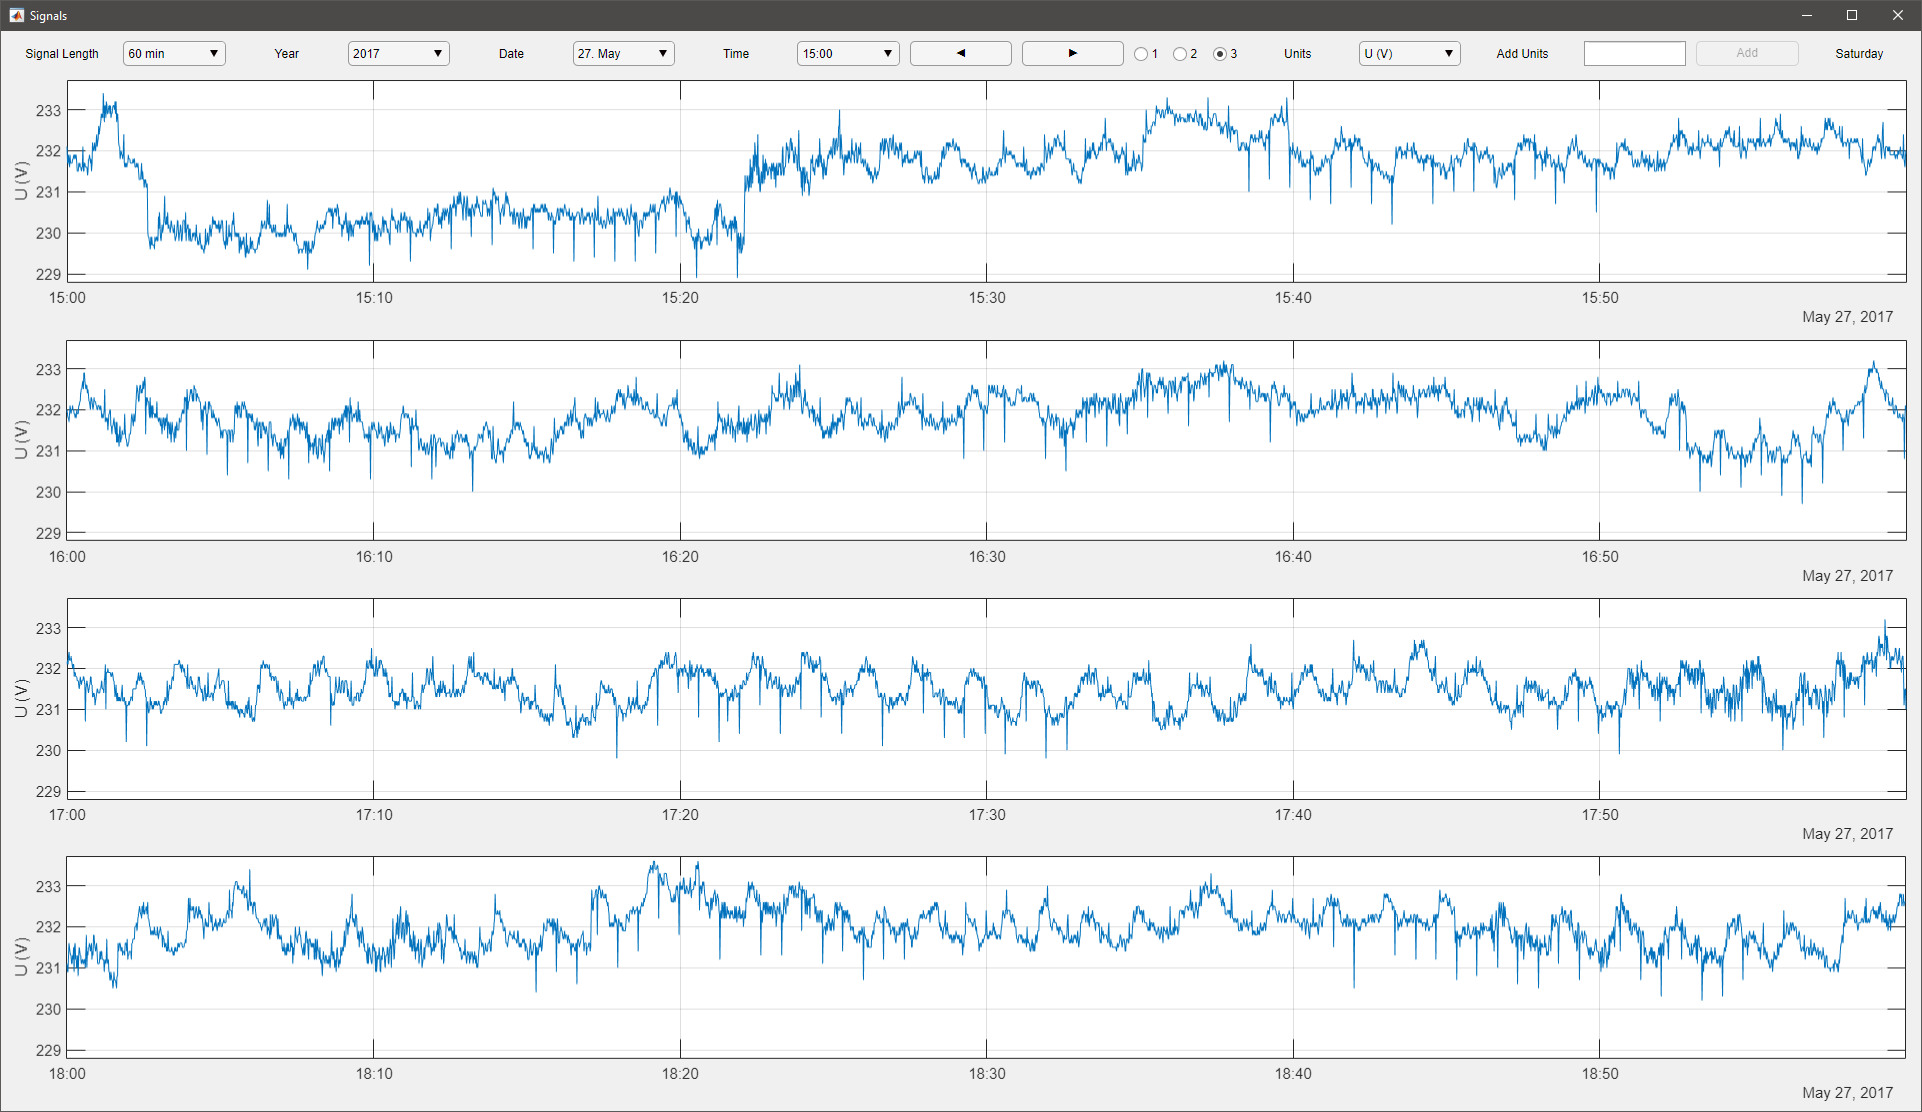 Signals
Signal Length 60 min ▼ Year 2017 ▼ Date 27. May ▼ Time 15:00 ▼ ◄ ► 1 2 3 Units U (V) ▼ Add Units Add Saturday
233
232
231
230
229
U (V)
15:00 15:10 15:20 15:30 15:40 15:50
May 27, 2017
233
232
231
230
229
U (V)
16:00 16:10 16:20 16:30 16:40 16:50
May 27, 2017
233
232
231
230
229
U (V)
17:00 17:10 17:20 17:30 17:40 17:50
May 27, 2017
233
232
231
230
229
U (V)
18:00 18:10 18:20 18:30 18:40 18:50
May 27, 2017